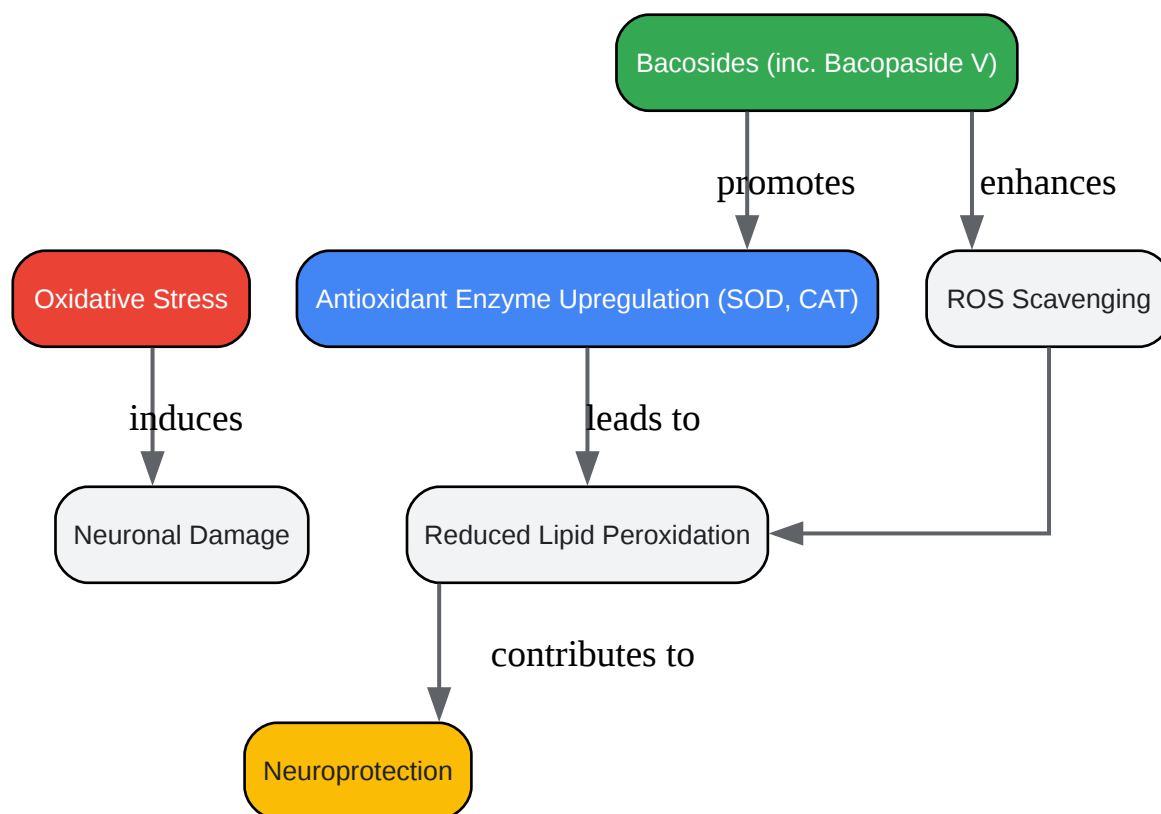 Bacosides (inc. Bacopaside V)
promotes
enhances
Oxidative Stress
Antioxidant Enzyme Upregulation (SOD, CAT)
ROS Scavenging
induces
leads to
Neuronal Damage
Reduced Lipid Peroxidation
contributes to
Neuroprotection